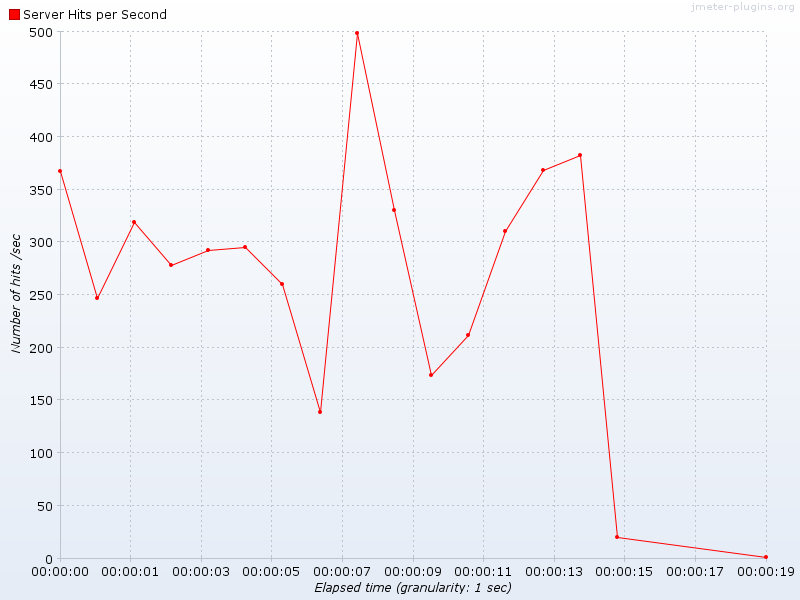 jmeter-plugins.org
Server Hits per Second
500
450
400
350
300
250
200
150
100
50
0
Number of hits /sec
00:00:00 00:00:01 00:00:03 00:00:05 00:00:07 00:00:09 00:00:11 00:00:13 00:00:15 00:00:17 00:00:19
Elapsed time (granularity: 1 sec)